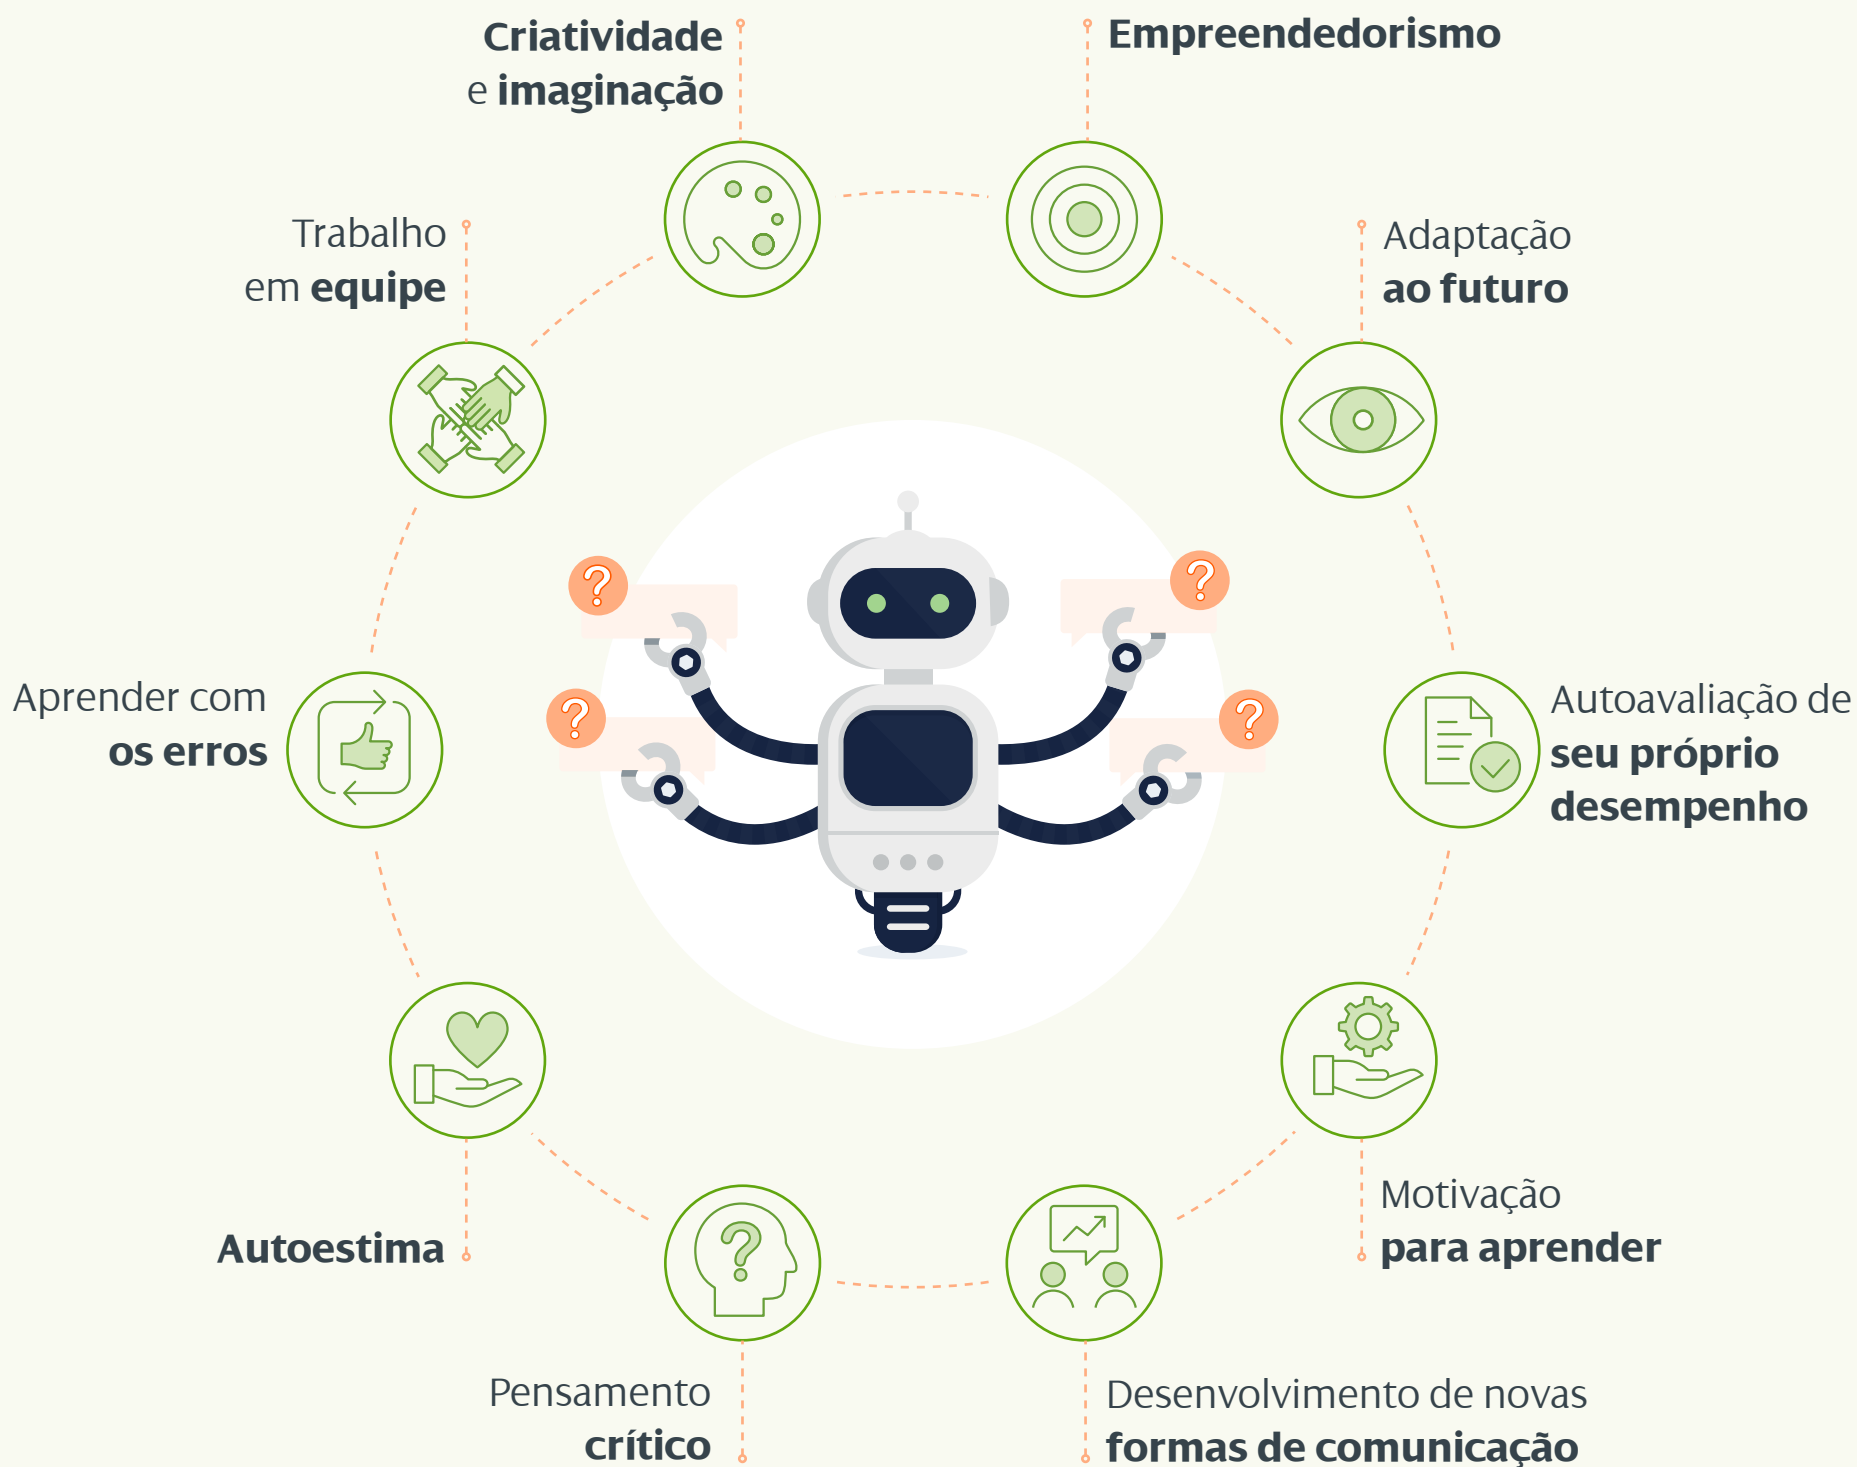 Criatividade
e imaginação
Empreendedorismo
Trabalho
em equipe
Adaptação
ao futuro
Aprender com
os erros
Autoavaliação de
seu próprio
desempenho
Autoestima
Motivação
para aprender
Pensamento
crítico
Desenvolvimento de novas
formas de comunicação
?
?
?
?
?